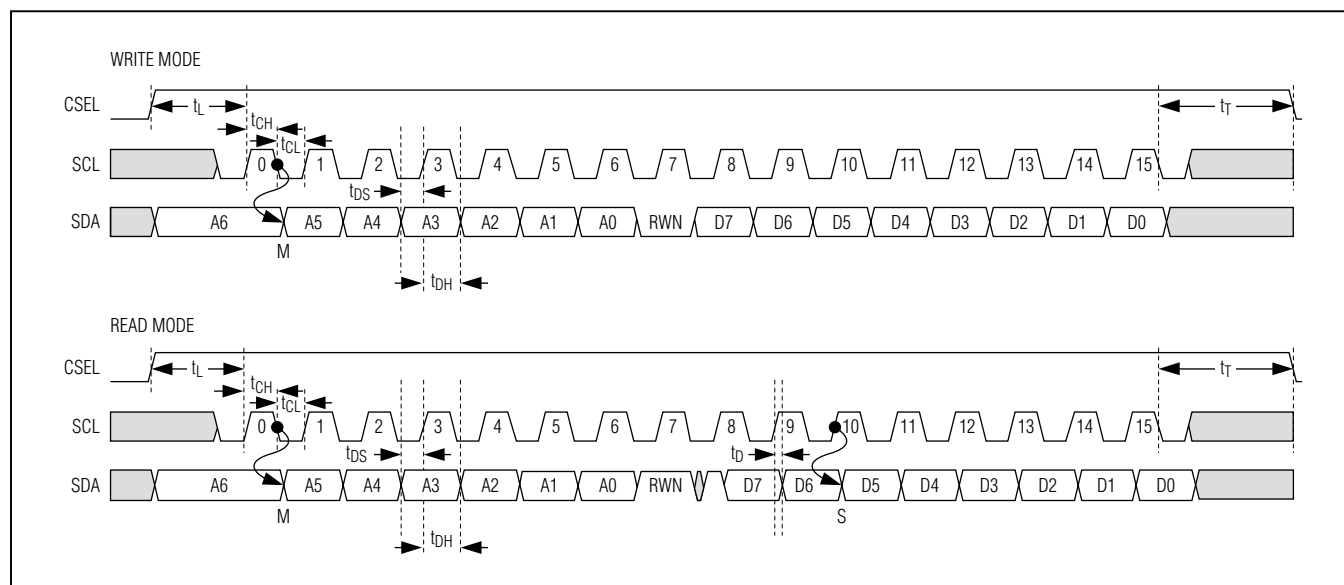 WRITE MODE
CSEL tL tT
tCH
tCL
SCL 0 1 2 3 4 5 6 7 8 9 10 11 12 13 14 15
tDS
SDA A6 A5 A4 A3 A2 A1 A0 RWN D7 D6 D5 D4 D3 D2 D1 D0
M
tDH
READ MODE
CSEL tL tT
tCH
tCL
SCL 0 1 2 3 4 5 6 7 8 9 10 11 12 13 14 15
tDS tD
SDA A6 A5 A4 A3 A2 A1 A0 RWN D7 D6 D5 D4 D3 D2 D1 D0
M S
tDH